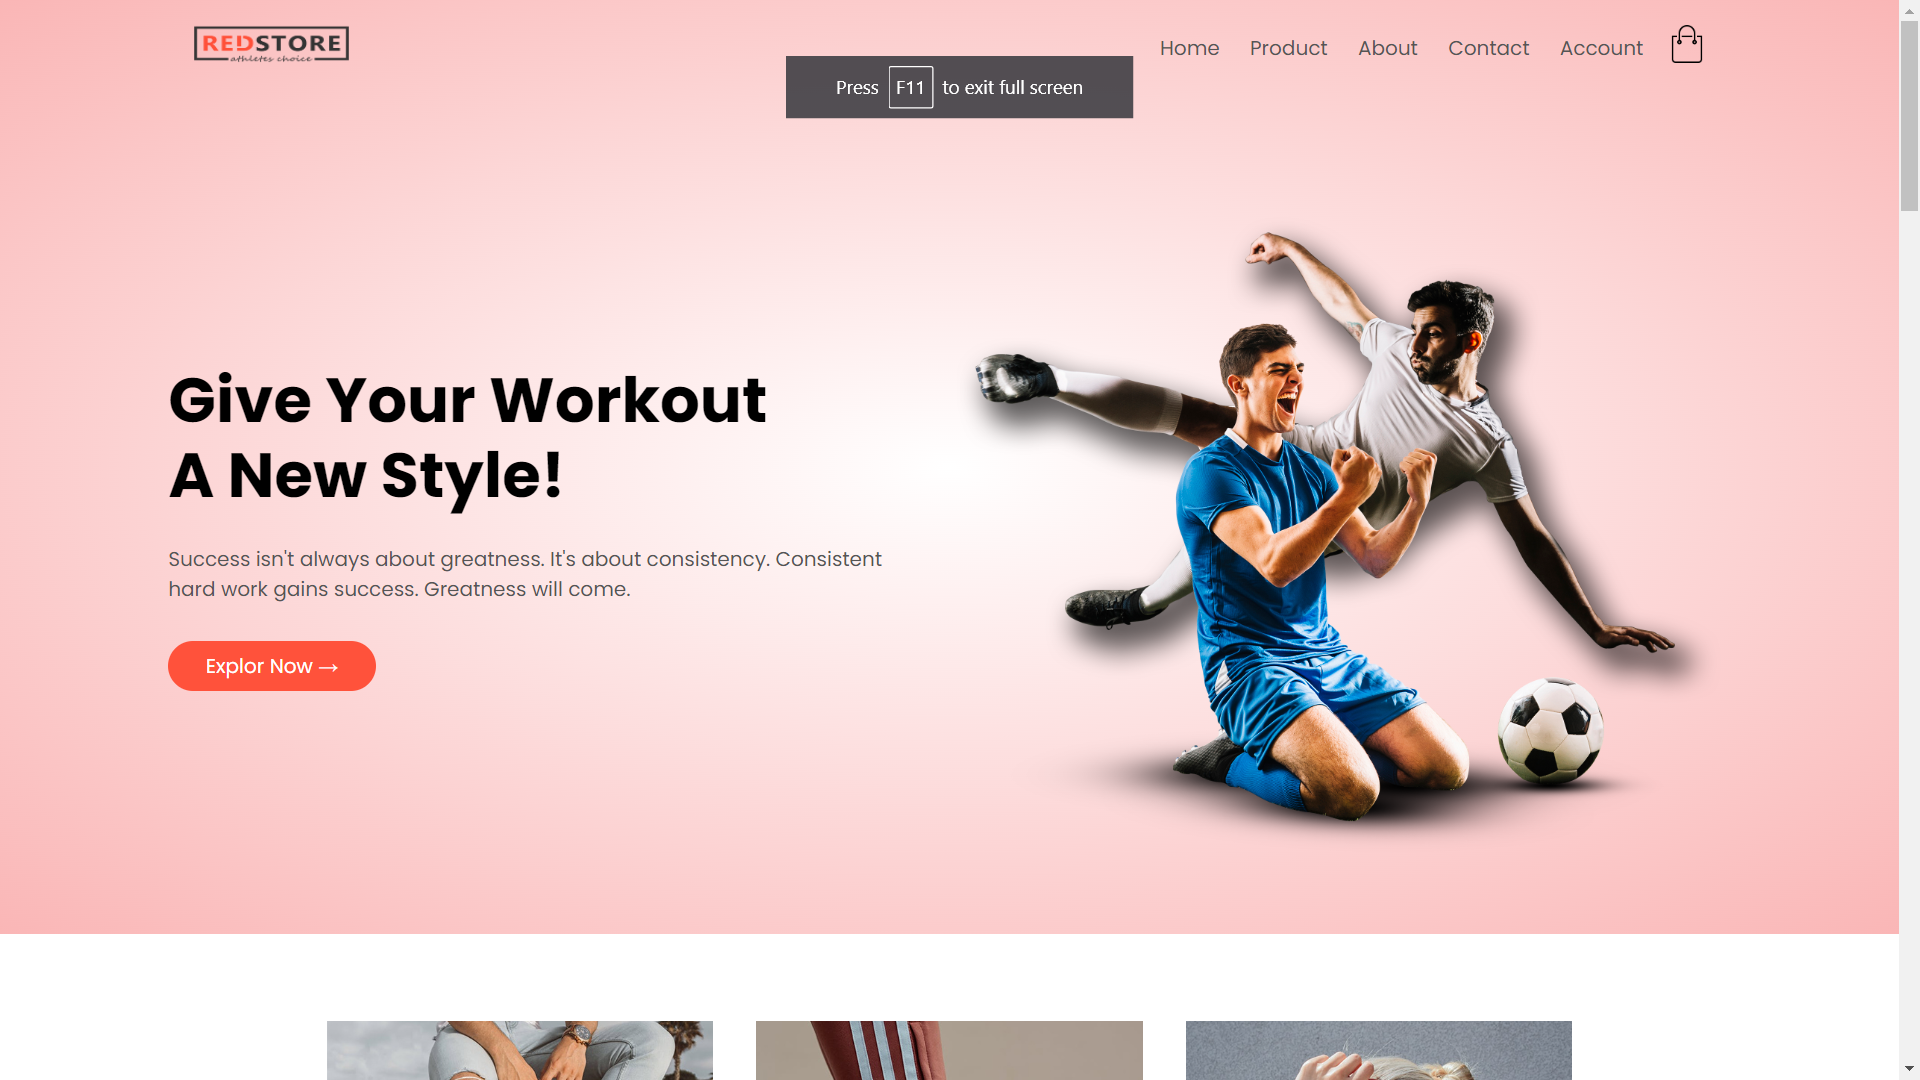 REDSTORE
athletes choice
Home Product About Contact Account
Press F11 to exit full screen
Give Your Workout
A New Style!
Success isn't always about greatness. It's about consistency. Consistent
hard work gains success. Greatness will come.
Explor Now →